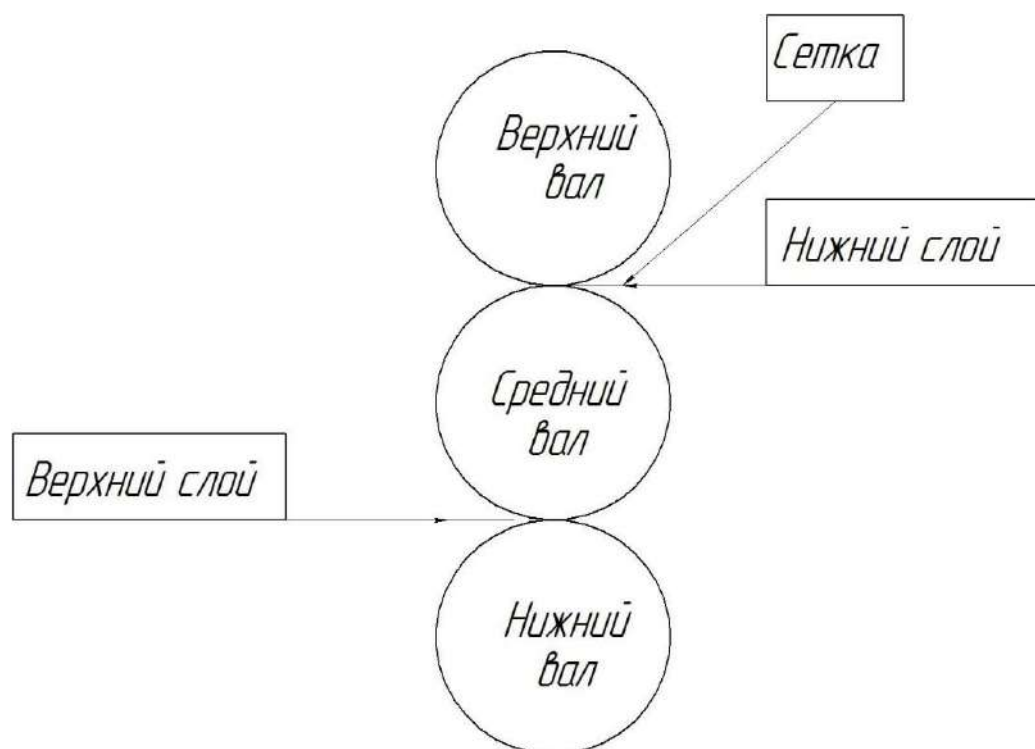 Сетка
Верхний
вал
Нижний слой
Средний
вал
Верхний слой
Нижний
вал